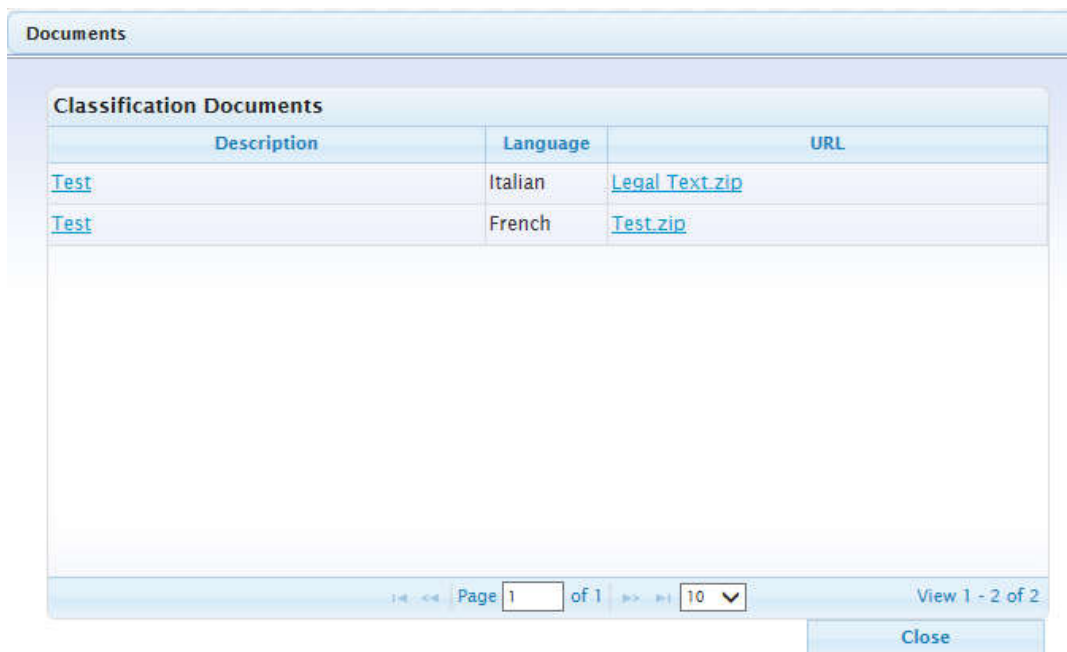 Documents
Classification Documents
Description Language URL
Test Italian Legal Text.zip
Test French Test.zip
Page 1 of 1 10 View 1 - 2 of 2
Close